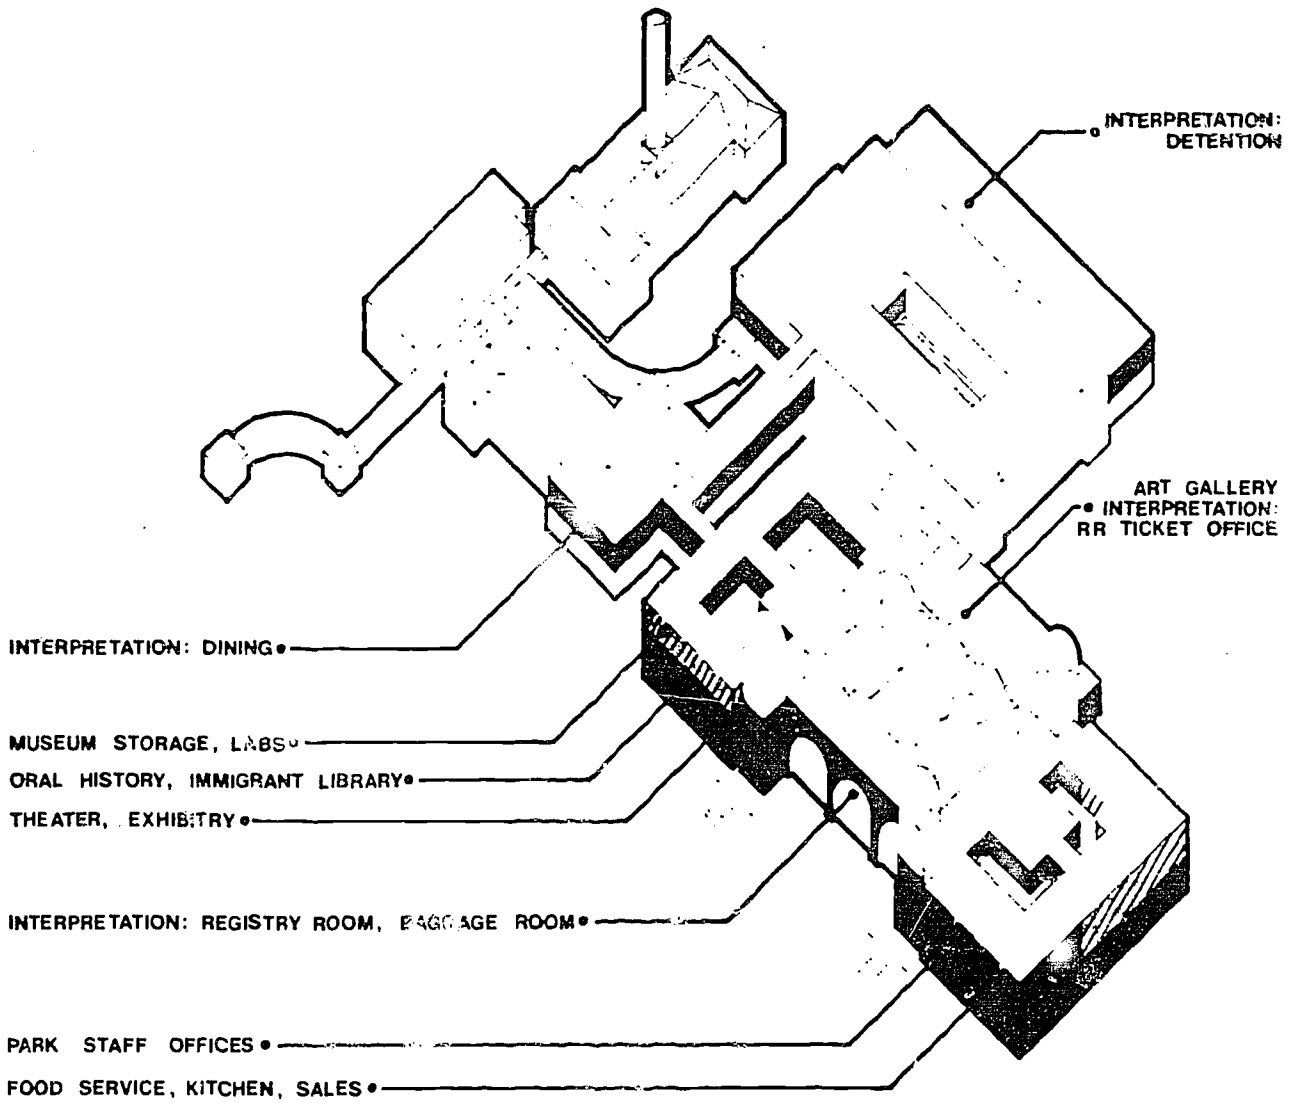 INTERPRETATION:
DETENTION
ART GALLERY
INTERPRETATION:
RR TICKET OFFICE
INTERPRETATION: DINING
MUSEUM STORAGE, LABS
ORAL HISTORY, IMMIGRANT LIBRARY
THEATER, EXHIBITRY
INTERPRETATION: REGISTRY ROOM, BAGGAGE ROOM
PARK STAFF OFFICES
FOOD SERVICE, KITCHEN, SALES